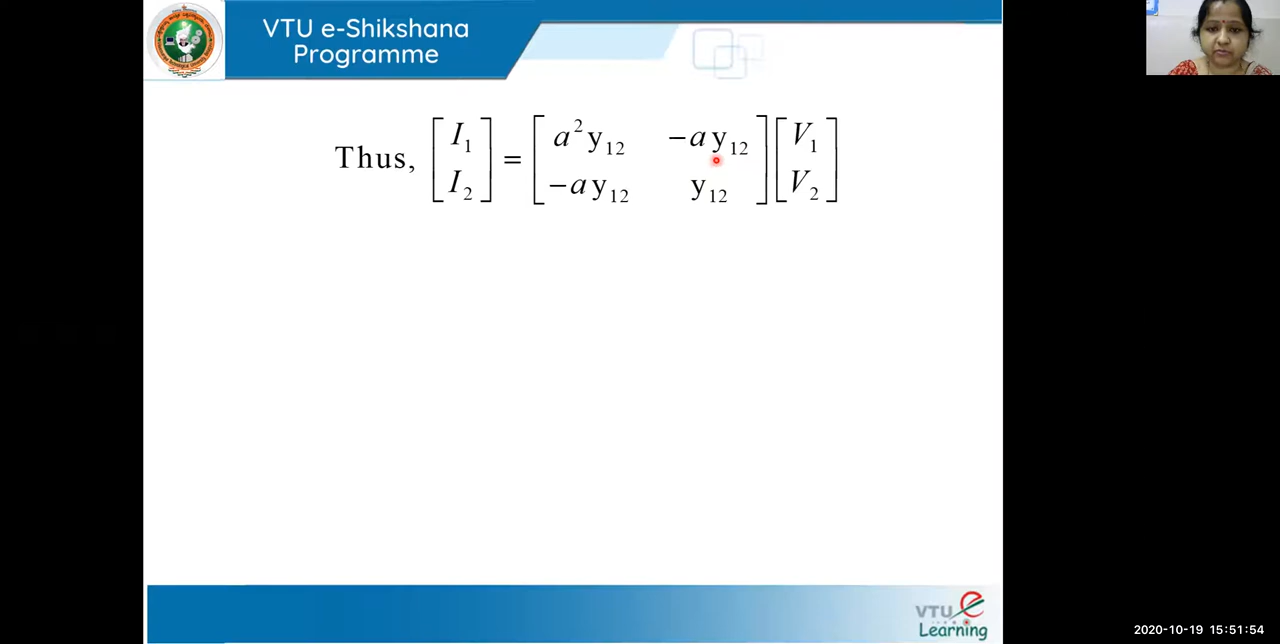 VTU e-Shikshana
Programme
Thus, [I₁ I₂] = [a²y₁₂ −ay₁₂ −ay₁₂ y₁₂] [V₁ V₂]
VTU e
Learning
2020-10-19 15:51:54